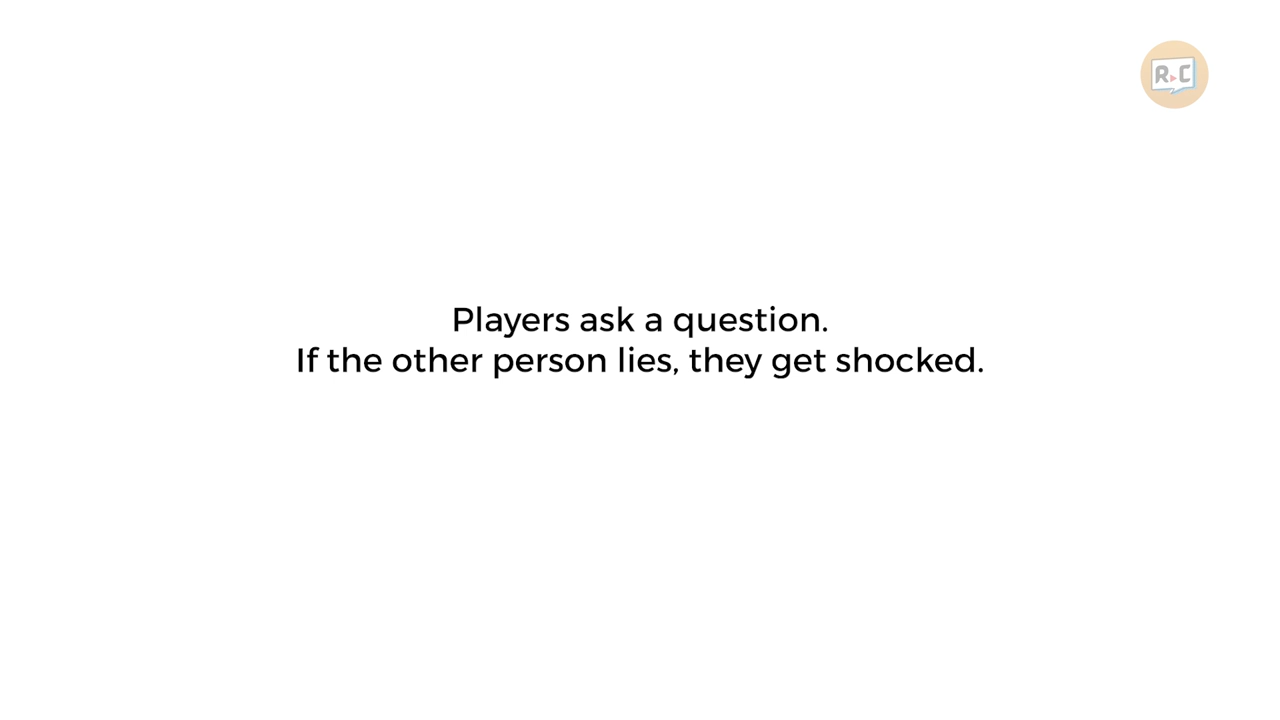 R▸C
Players ask a question.
If the other person lies, they get shocked.